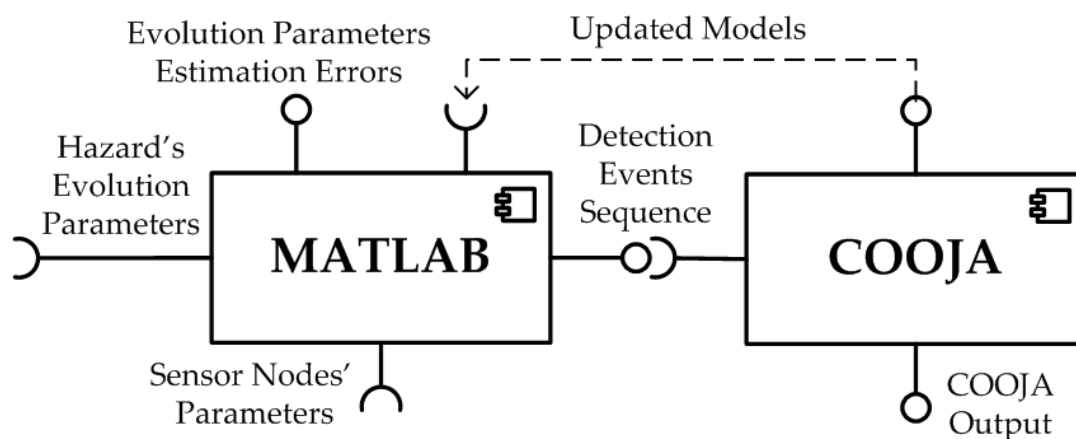 Evolution Parameters
Estimation Errors
Updated Models
Hazard's
Evolution
Parameters
Detection
Events
Sequence
MATLAB
COOJA
Sensor Nodes'
Parameters
COOJA
Output